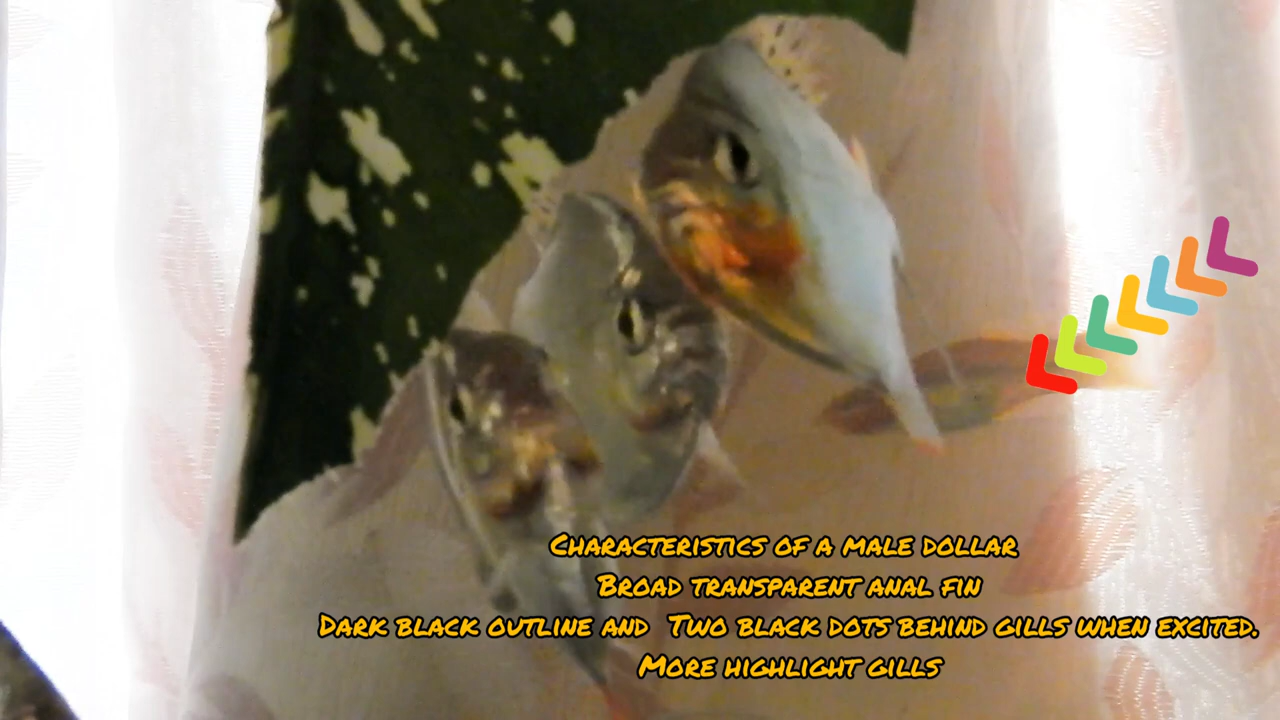 Characteristics of a male dollar
Broad transparent anal fin
Dark black outline and Two black dots behind gills when excited.
More highlight gills